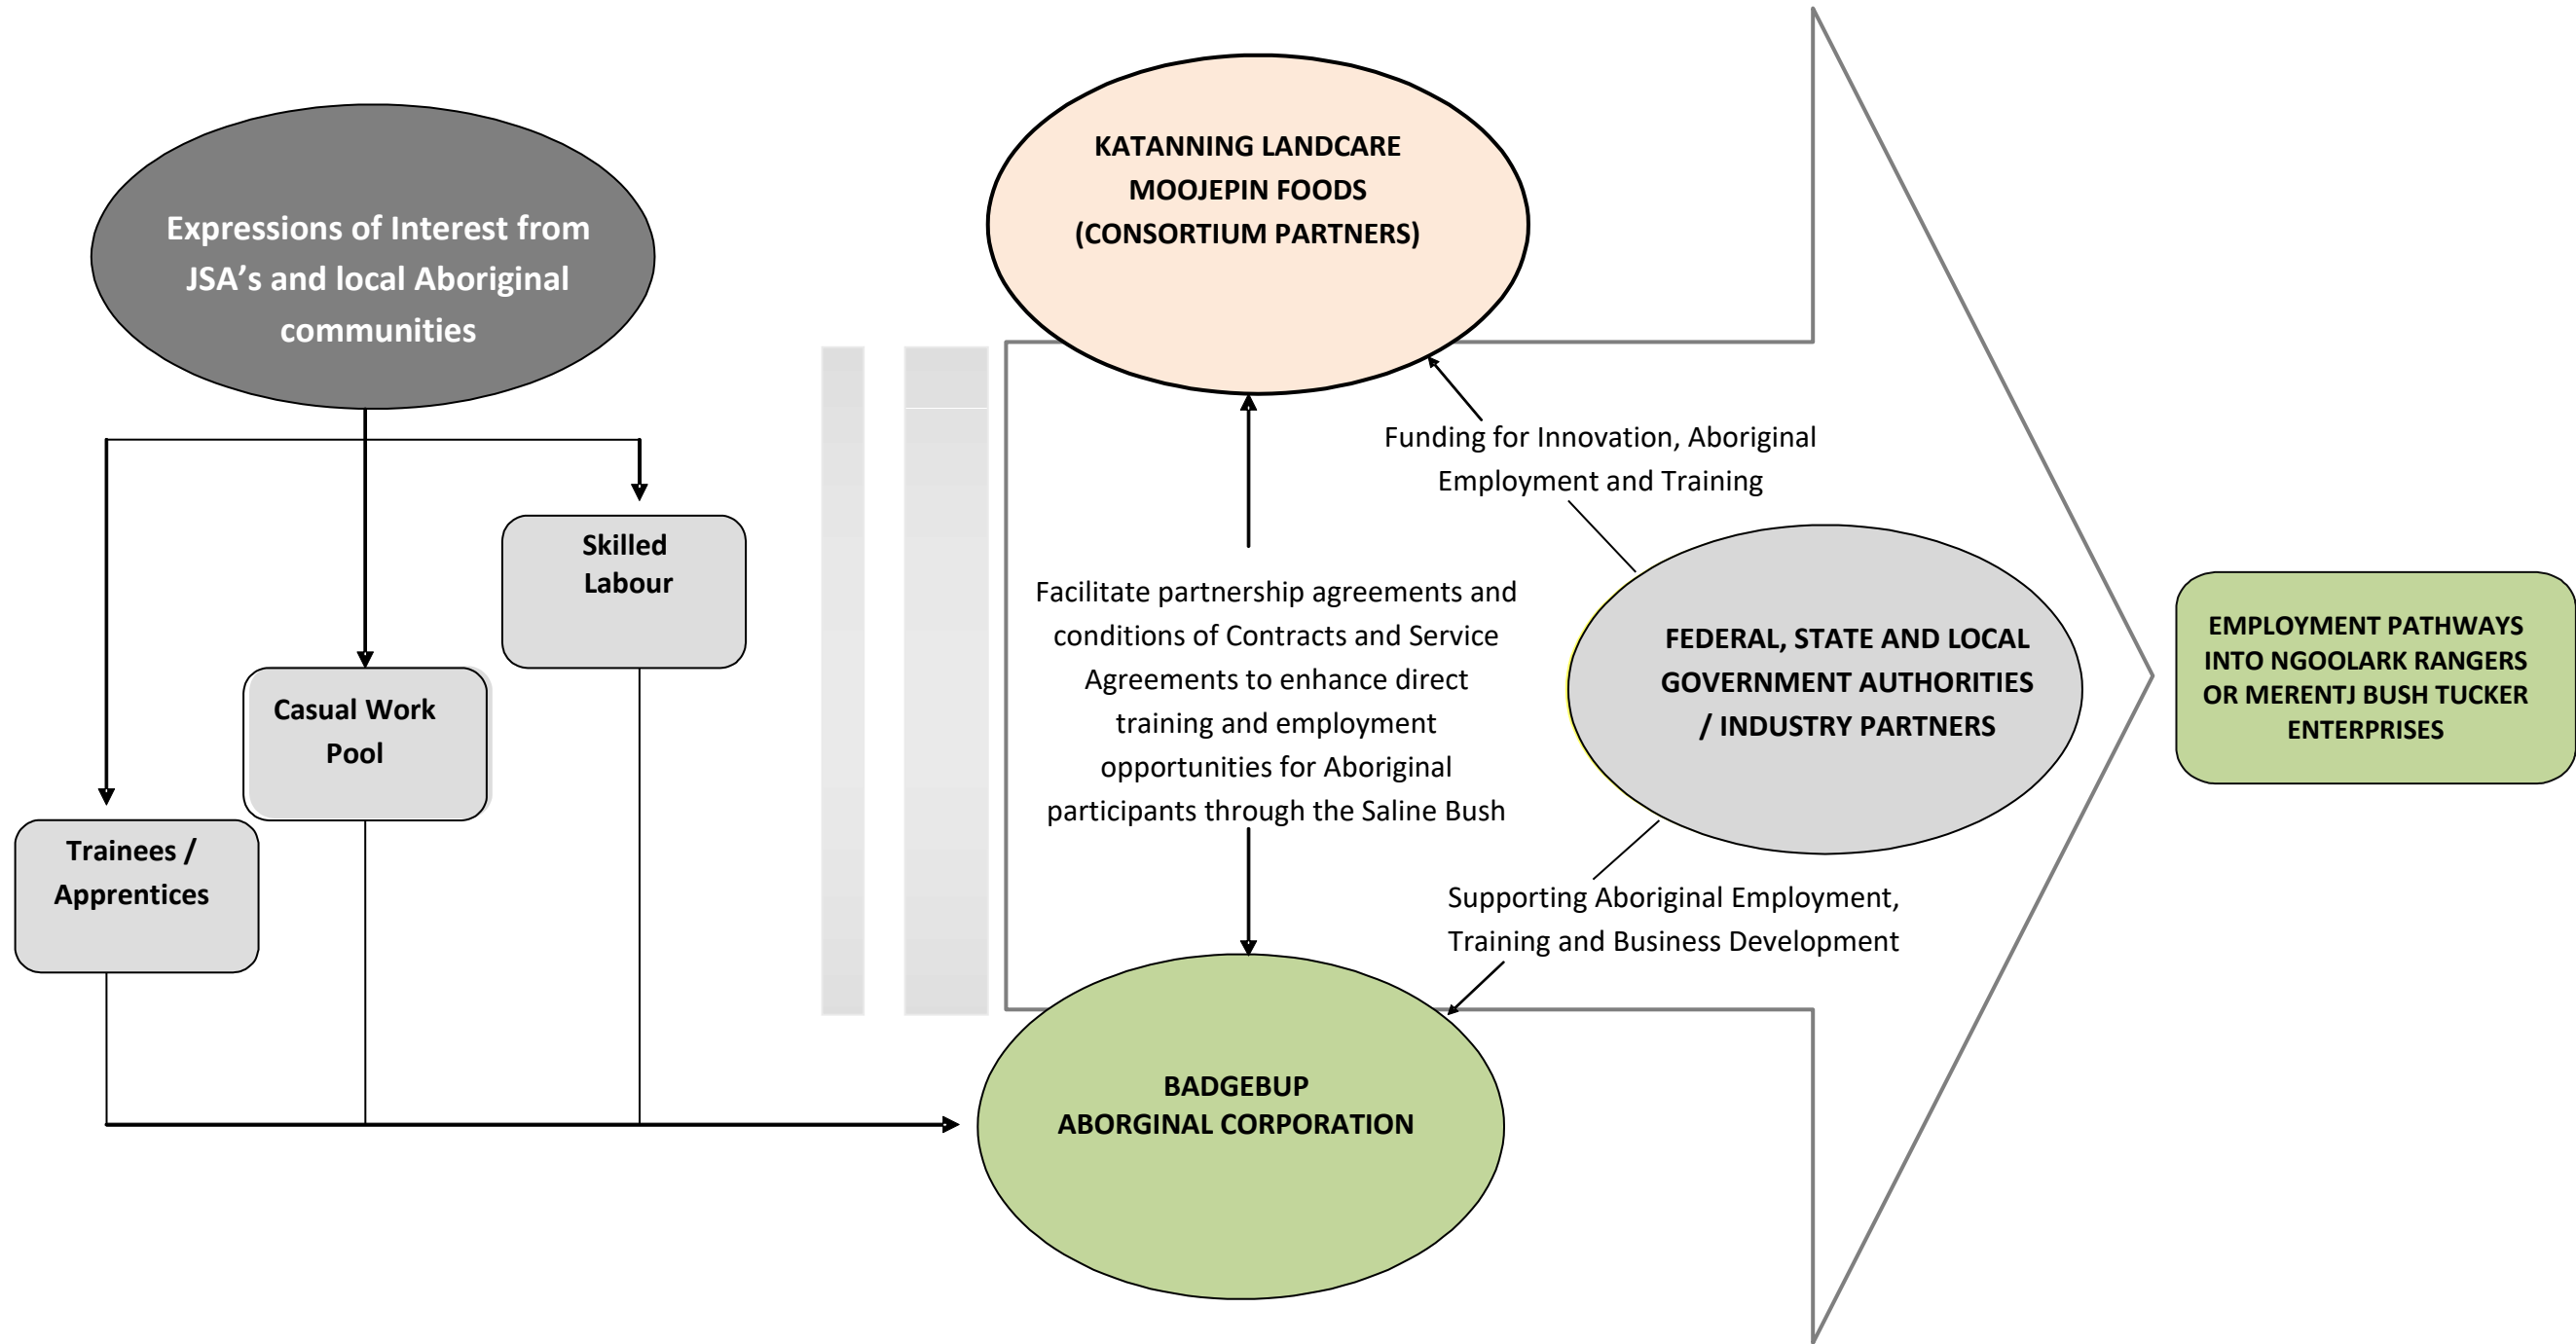 Expressions of Interest from
JSA’s and local Aboriginal
communities
Skilled
Labour
Casual Work
Pool
Trainees /
Apprentices
KATANNING LANDCARE
MOOJEPIN FOODS
(CONSORTIUM PARTNERS)
Funding for Innovation, Aboriginal
Employment and Training
Facilitate partnership agreements and
conditions of Contracts and Service
Agreements to enhance direct
training and employment
opportunities for Aboriginal
participants through the Saline Bush
FEDERAL, STATE AND LOCAL
GOVERNMENT AUTHORITIES
/ INDUSTRY PARTNERS
Supporting Aboriginal Employment,
Training and Business Development
BADGEBUP
ABORGINAL CORPORATION
EMPLOYMENT PATHWAYS
INTO NGOOLARK RANGERS
OR MERENTJ BUSH TUCKER
ENTERPRISES